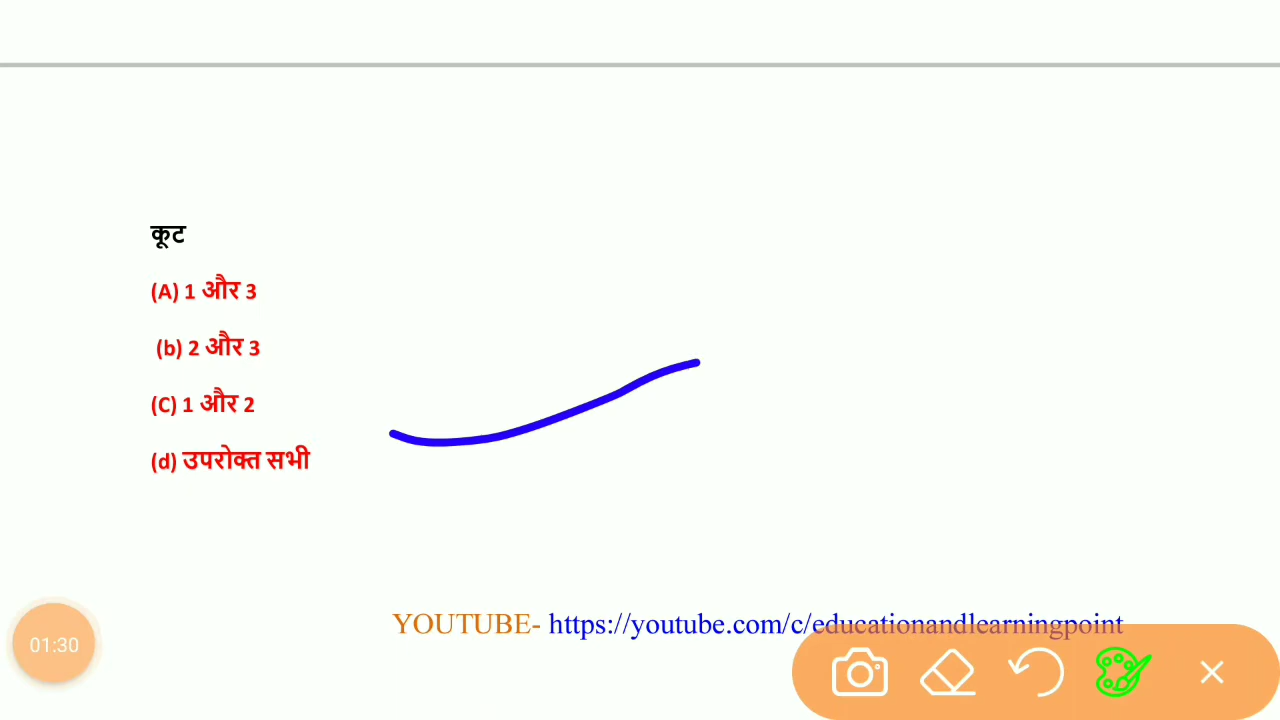 कूट
(A) 1 और 3
(b) 2 और 3
(C) 1 और 2
(d) उपरोक्त सभी
YOUTUBE- https://youtube.com/c/educationandlearningpoint
01:30